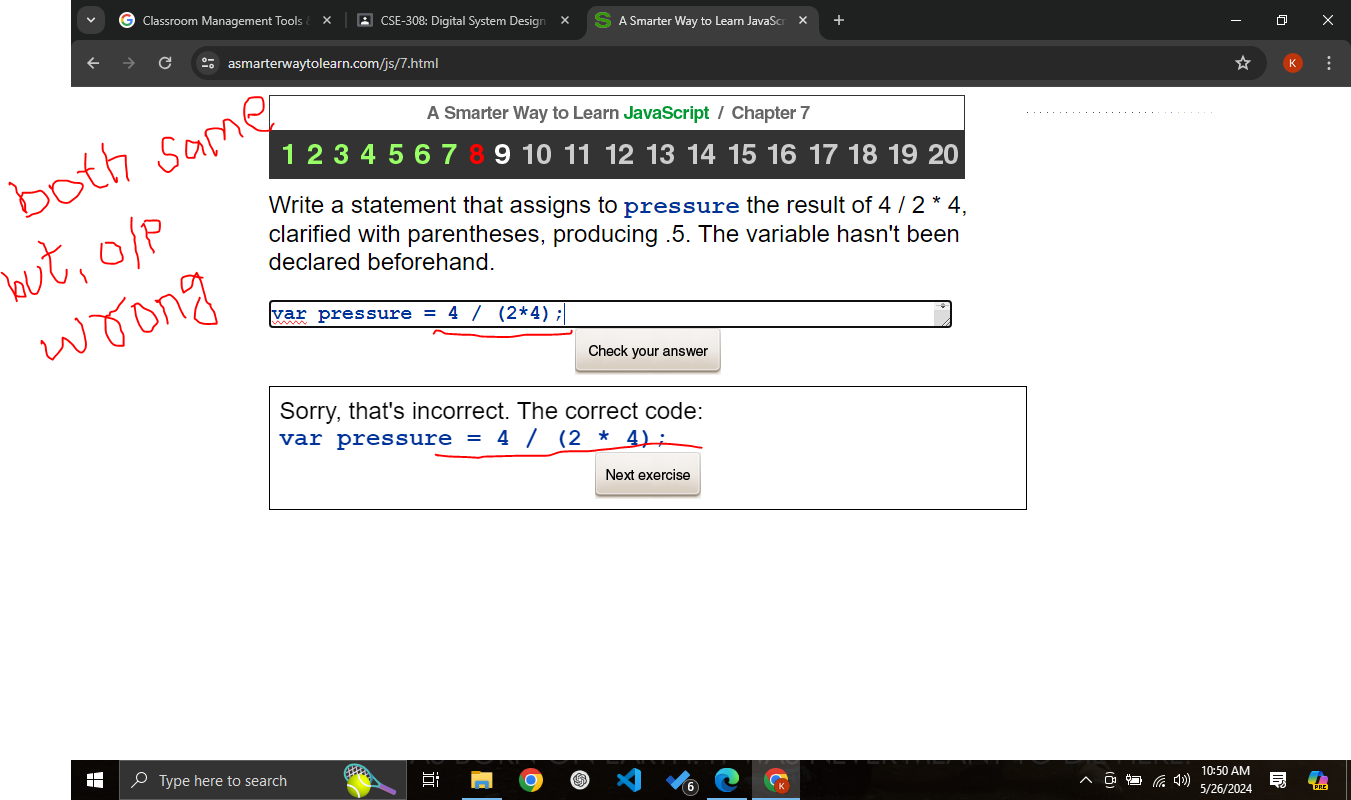 Classroom Management Tools &
CSE-308: Digital System Design
A Smarter Way to Learn JavaScr
asmarterwaytolearn.com/js/7.html
K
A Smarter Way to Learn JavaScript / Chapter 7
1 2 3 4 5 6 7 8 9 10 11 12 13 14 15 16 17 18 19 20
both same
but, o/p
wrong
Write a statement that assigns to pressure the result of 4 / 2 * 4,
clarified with parentheses, producing .5. The variable hasn't been
declared beforehand.
var pressure = 4 / (2*4);
Check your answer
Sorry, that's incorrect. The correct code:
var pressure = 4 / (2 * 4);
Next exercise
Type here to search
6
K
10:50 AM
5/26/2024
PRE